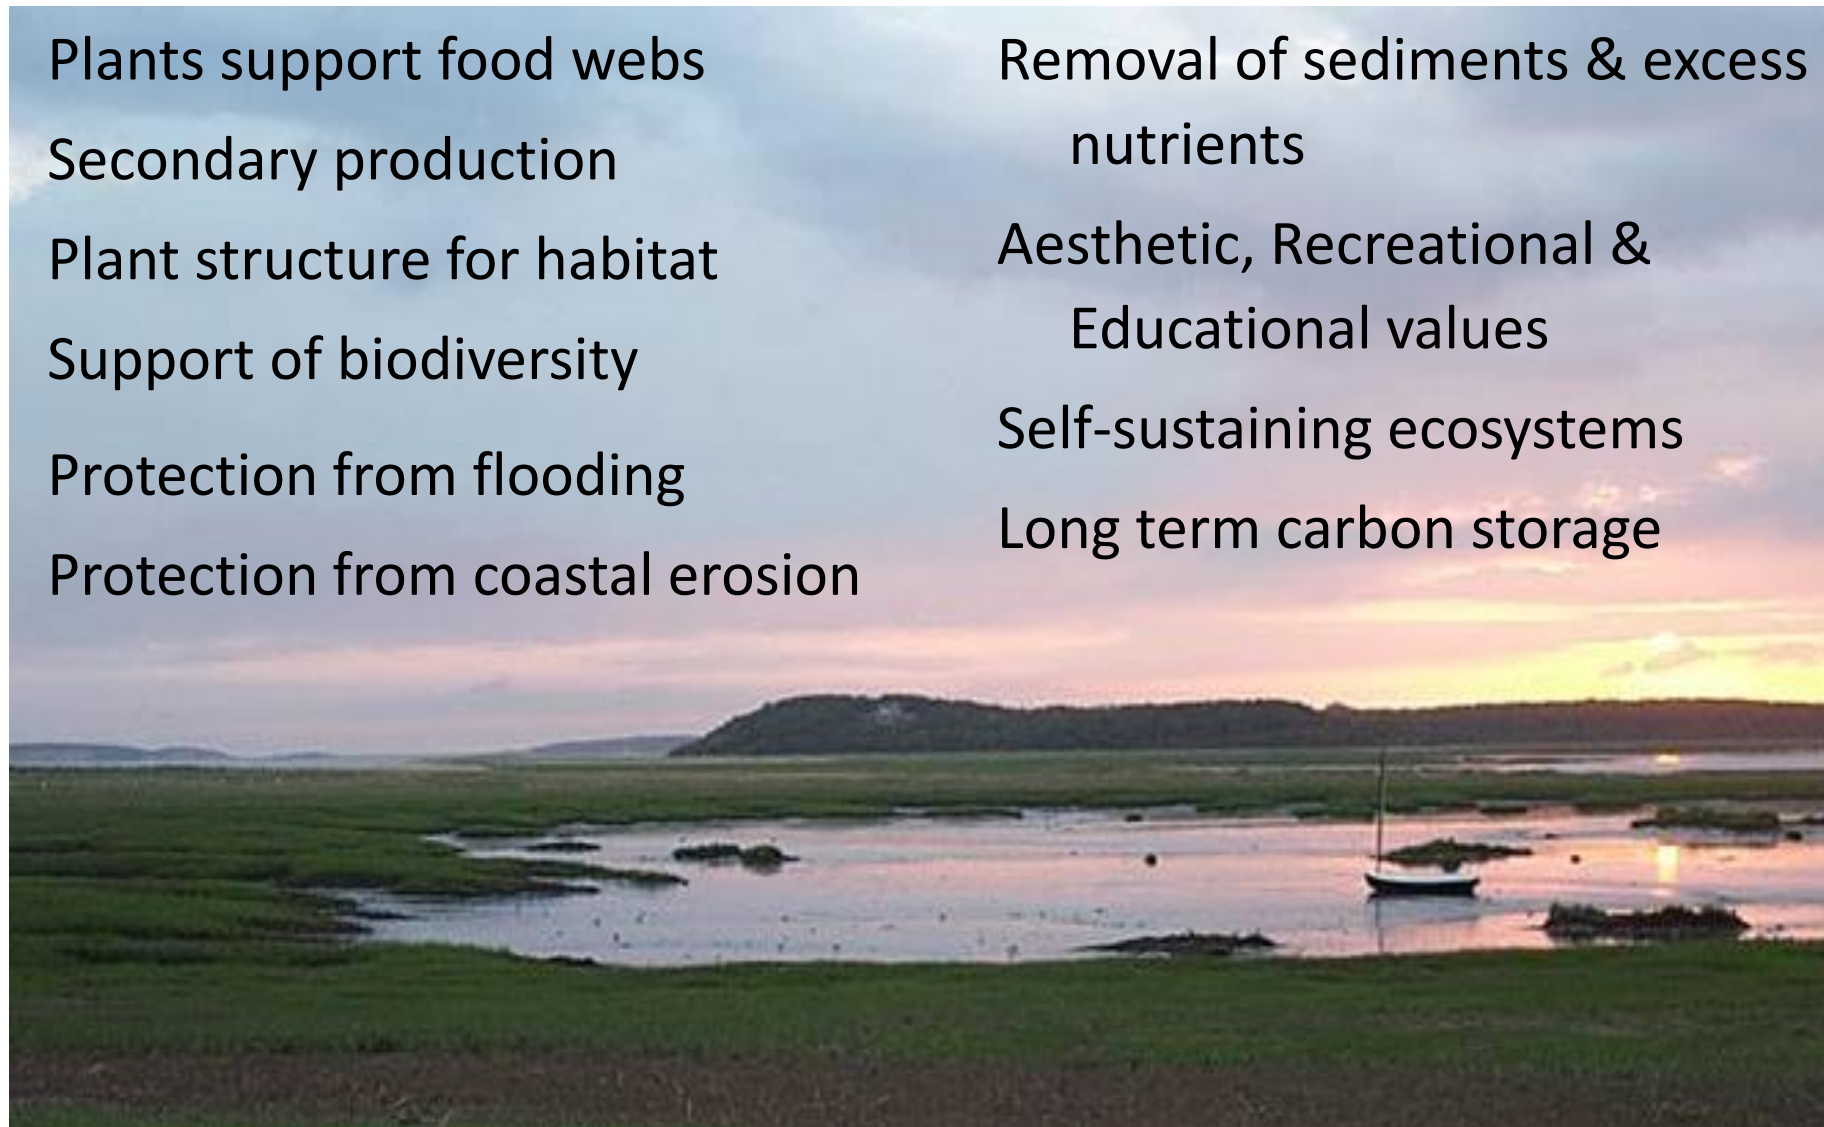 Plants support food webs
Secondary production
Plant structure for habitat
Support of biodiversity
Protection from flooding
Protection from coastal erosion
Removal of sediments & excess
nutrients
Aesthetic, Recreational &
Educational values
Self-sustaining ecosystems
Long term carbon storage